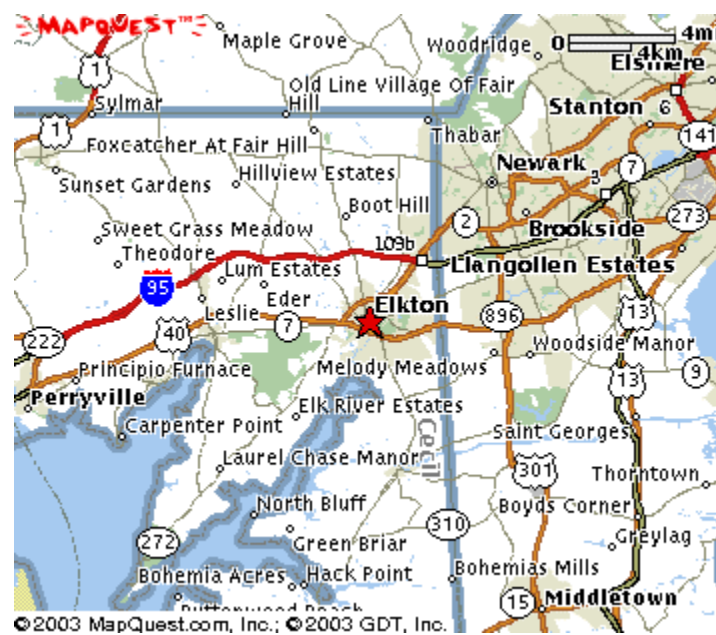 MAPQUEST™
Maple Grove
Woodridge
0 4mi
4km
Elsmere
1
Sylmar
Old Line Village Of Fair
Hill
Stanton
6
1
Thabar
141
Foxcatcher At Fair Hill
Newark
7
3
Sunset Gardens
Hillview Estates
Boot Hill
2
273
Sweet Grass Meadow
109b
Brookside
Theodore
Llangollen Estates
Lum Estates
95
Eder
Elkton
Leslie
7
896
13
222
40
Woodside Manor
Principio Furnace
Melody Meadows
13
9
Perryville
Elk River Estates
Carpenter Point
Cecil
Saint Georges
Laurel Chase Manor
301
Thorntown
North Bluff
Boyds Corner
310
272
Green Briar
Greylag
Bohemia Acres
Hack Point
Bohemias Mills
15
Middletown
©2003 MapQuest.com, Inc.; ©2003 GDT, Inc.